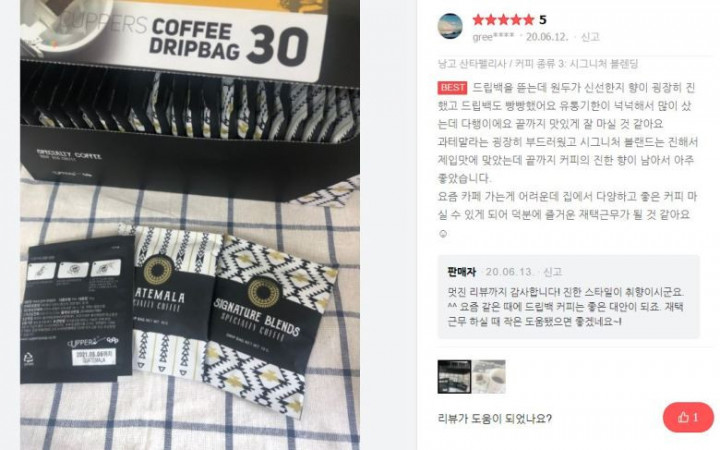 CUPPERS
COFFEE
DRIPBAG 30
SPECIALTY COFFEE
GUATEMALA
SIGNATURE BLENDS
SPECIALTY COFFEE
★★★★★ 5
gree**** · 20.06.12. · 신고
낭고 산타펠리사 / 커피 종류 3: 시그니처 블렌딩
BEST 드립백을 뜯는데 원두가 신선한지 향이 굉장히 진
했고 드립백도 빵빵했어요 유통기한이 넉넉해서 많이 샀
는데 다행이에요 끝까지 맛있게 잘 마실 것 같아요
과테말라는 굉장히 부드러웠고 시그니처 블랜드는 진해서
제입맛에 맞았는데 끝까지 커피의 진한 향이 남아서 아주
좋았습니다.
요즘 카페 가는게 어려운데 집에서 다양하고 좋은 커피 마
실 수 있게 되어 덕분에 즐거운 재택근무가 될 것 같아요
☺
판매자 · 20.06.13. · 신고
멋진 리뷰까지 감사합니다! 진한 스타일이 취향이시군요.
^^ 요즘 같은 때에 드립백 커피는 좋은 대안이 되죠. 재택
근무 하실 때 작은 도움됐으면 좋겠네요~!
리뷰가 도움이 되었나요?
1